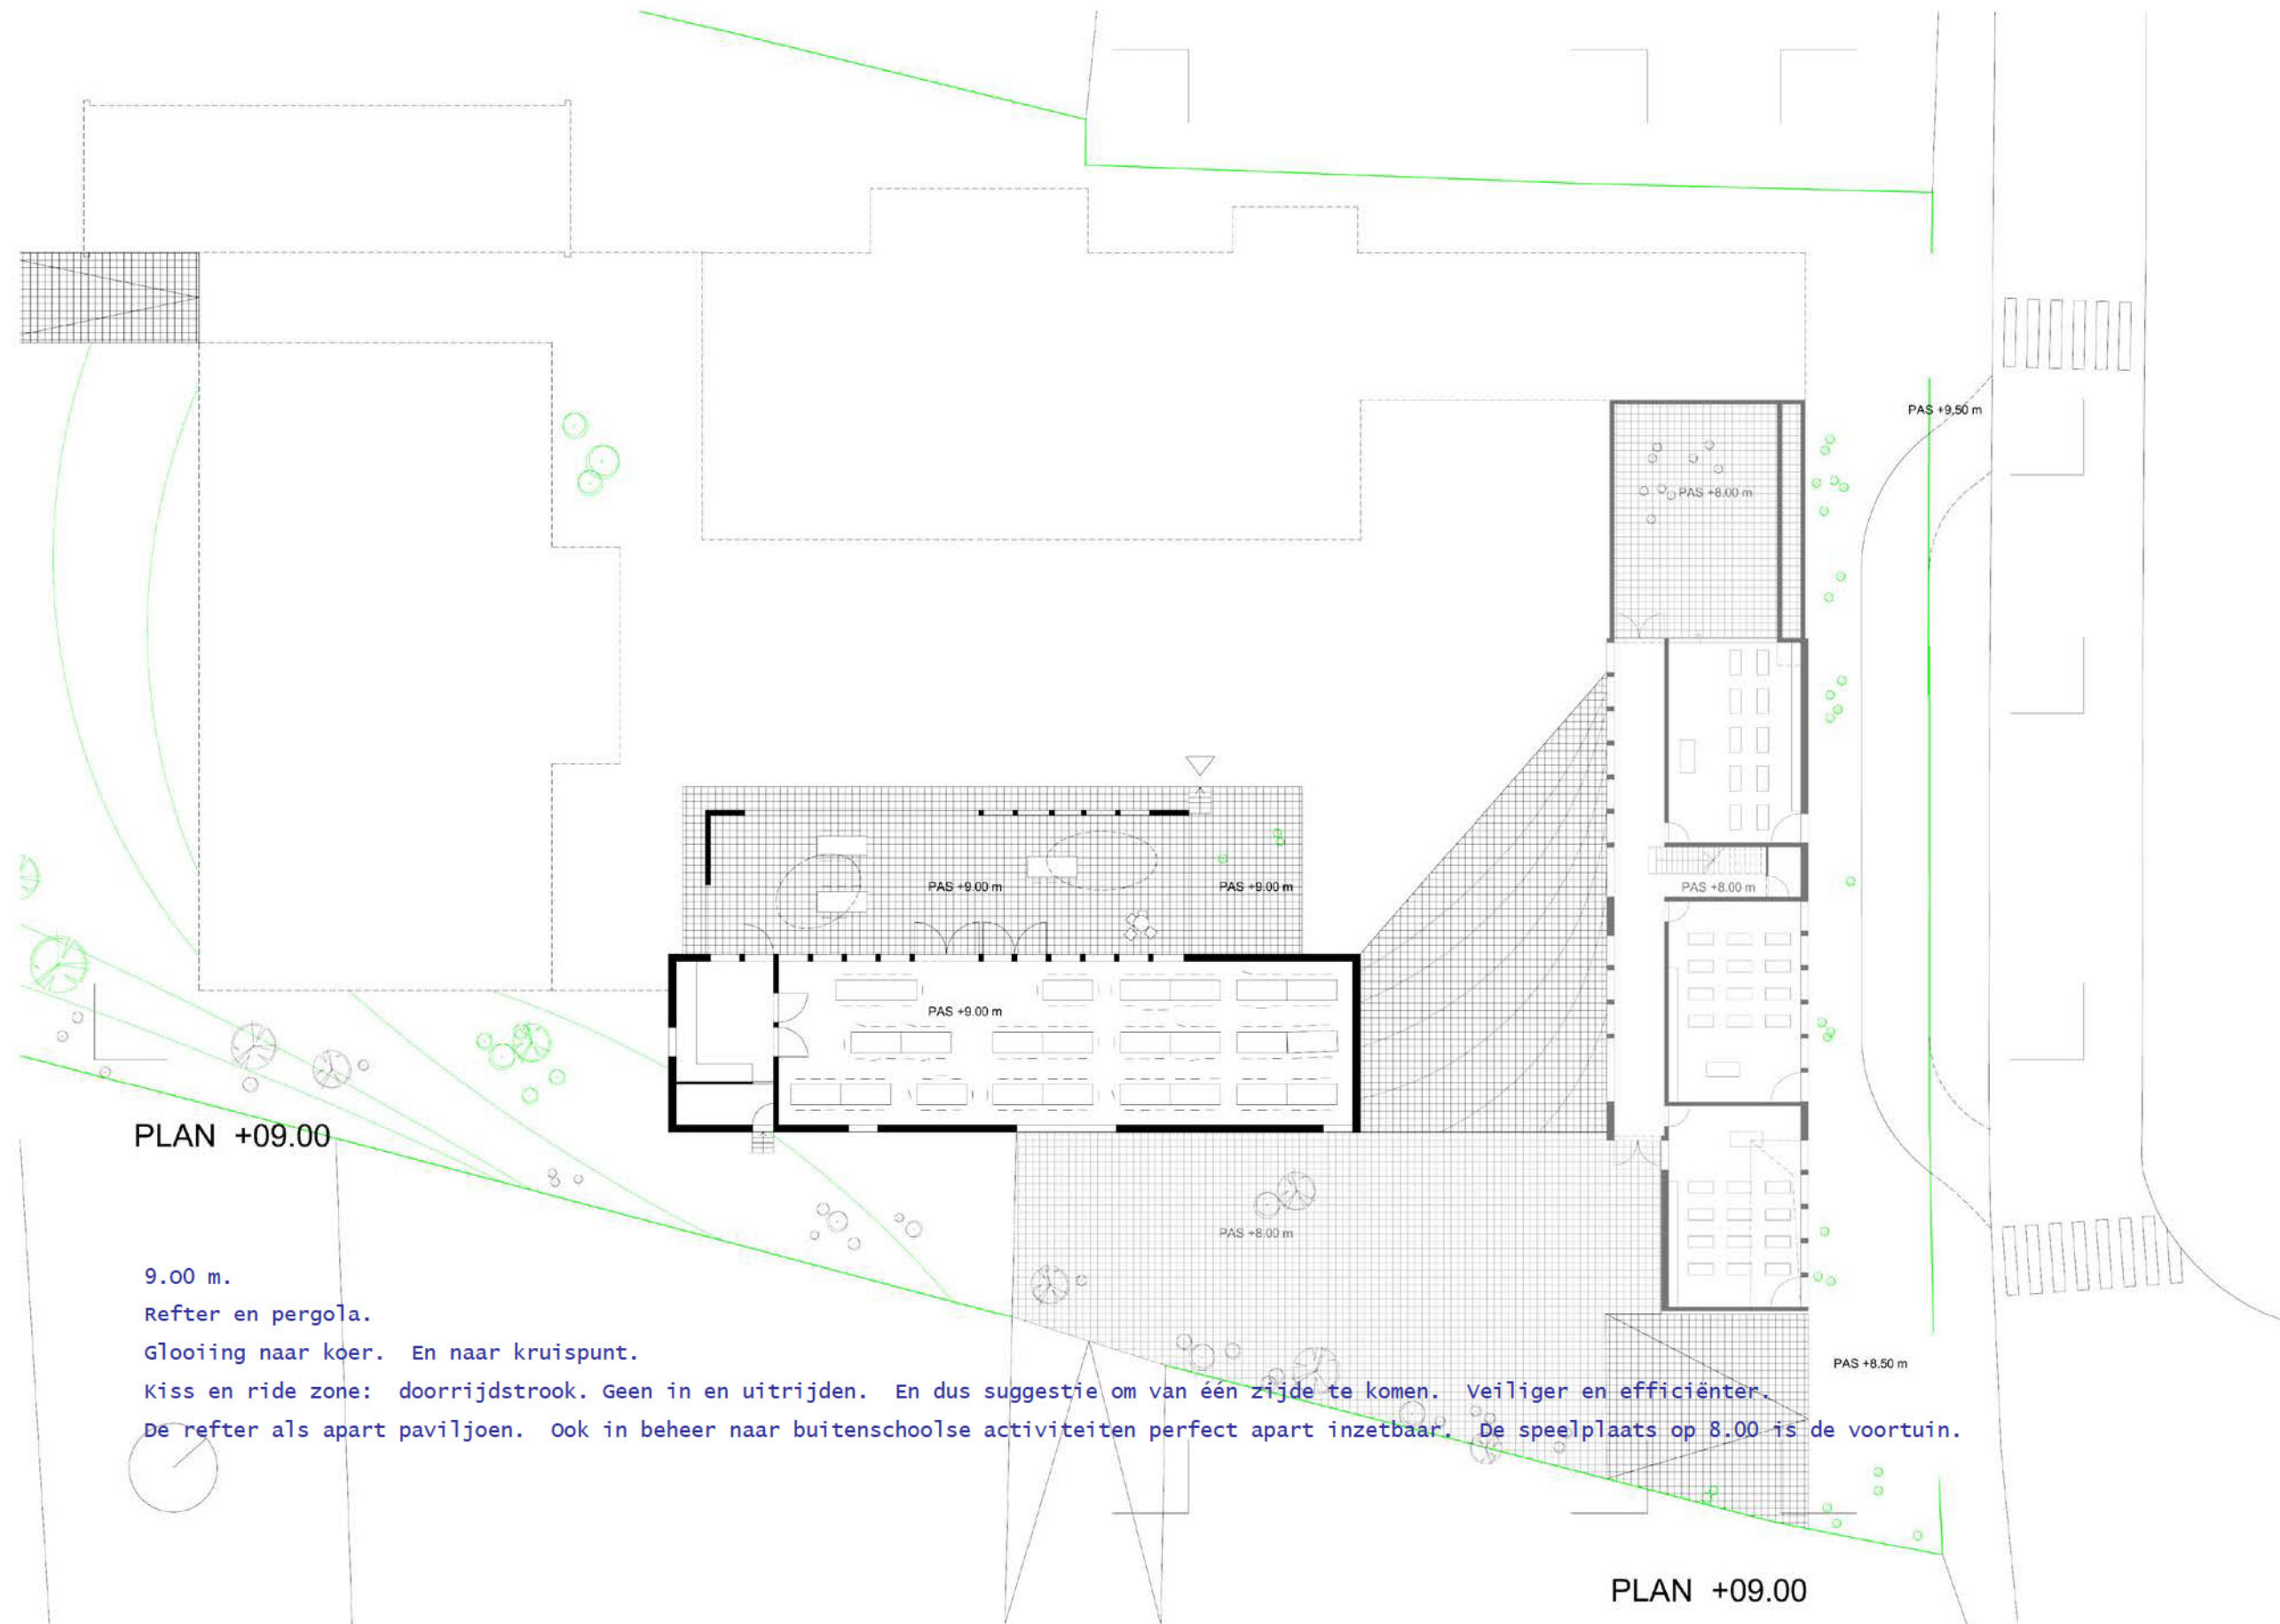 PAS +9.50 m
PAS +8.00 m
PAS +9.00 m
PAS +9.00 m
PAS +8.00 m
PAS +9.00 m
PLAN +09.00
PAS +8.00 m
9.00 m.
Refter en pergola.
Glooiing naar koer. En naar kruispunt.
PAS +8.50 m
Kiss en ride zone: doorrijdstrook. Geen in en uitrijden. En dus suggestie om van één zijde te komen. Veiliger en efficiënter.
De refter als apart paviljoen. Ook in beheer naar buitenschoolse activiteiten perfect apart inzetbaar. De speelplaats op 8.00 is de voortuin.
PLAN +09.00